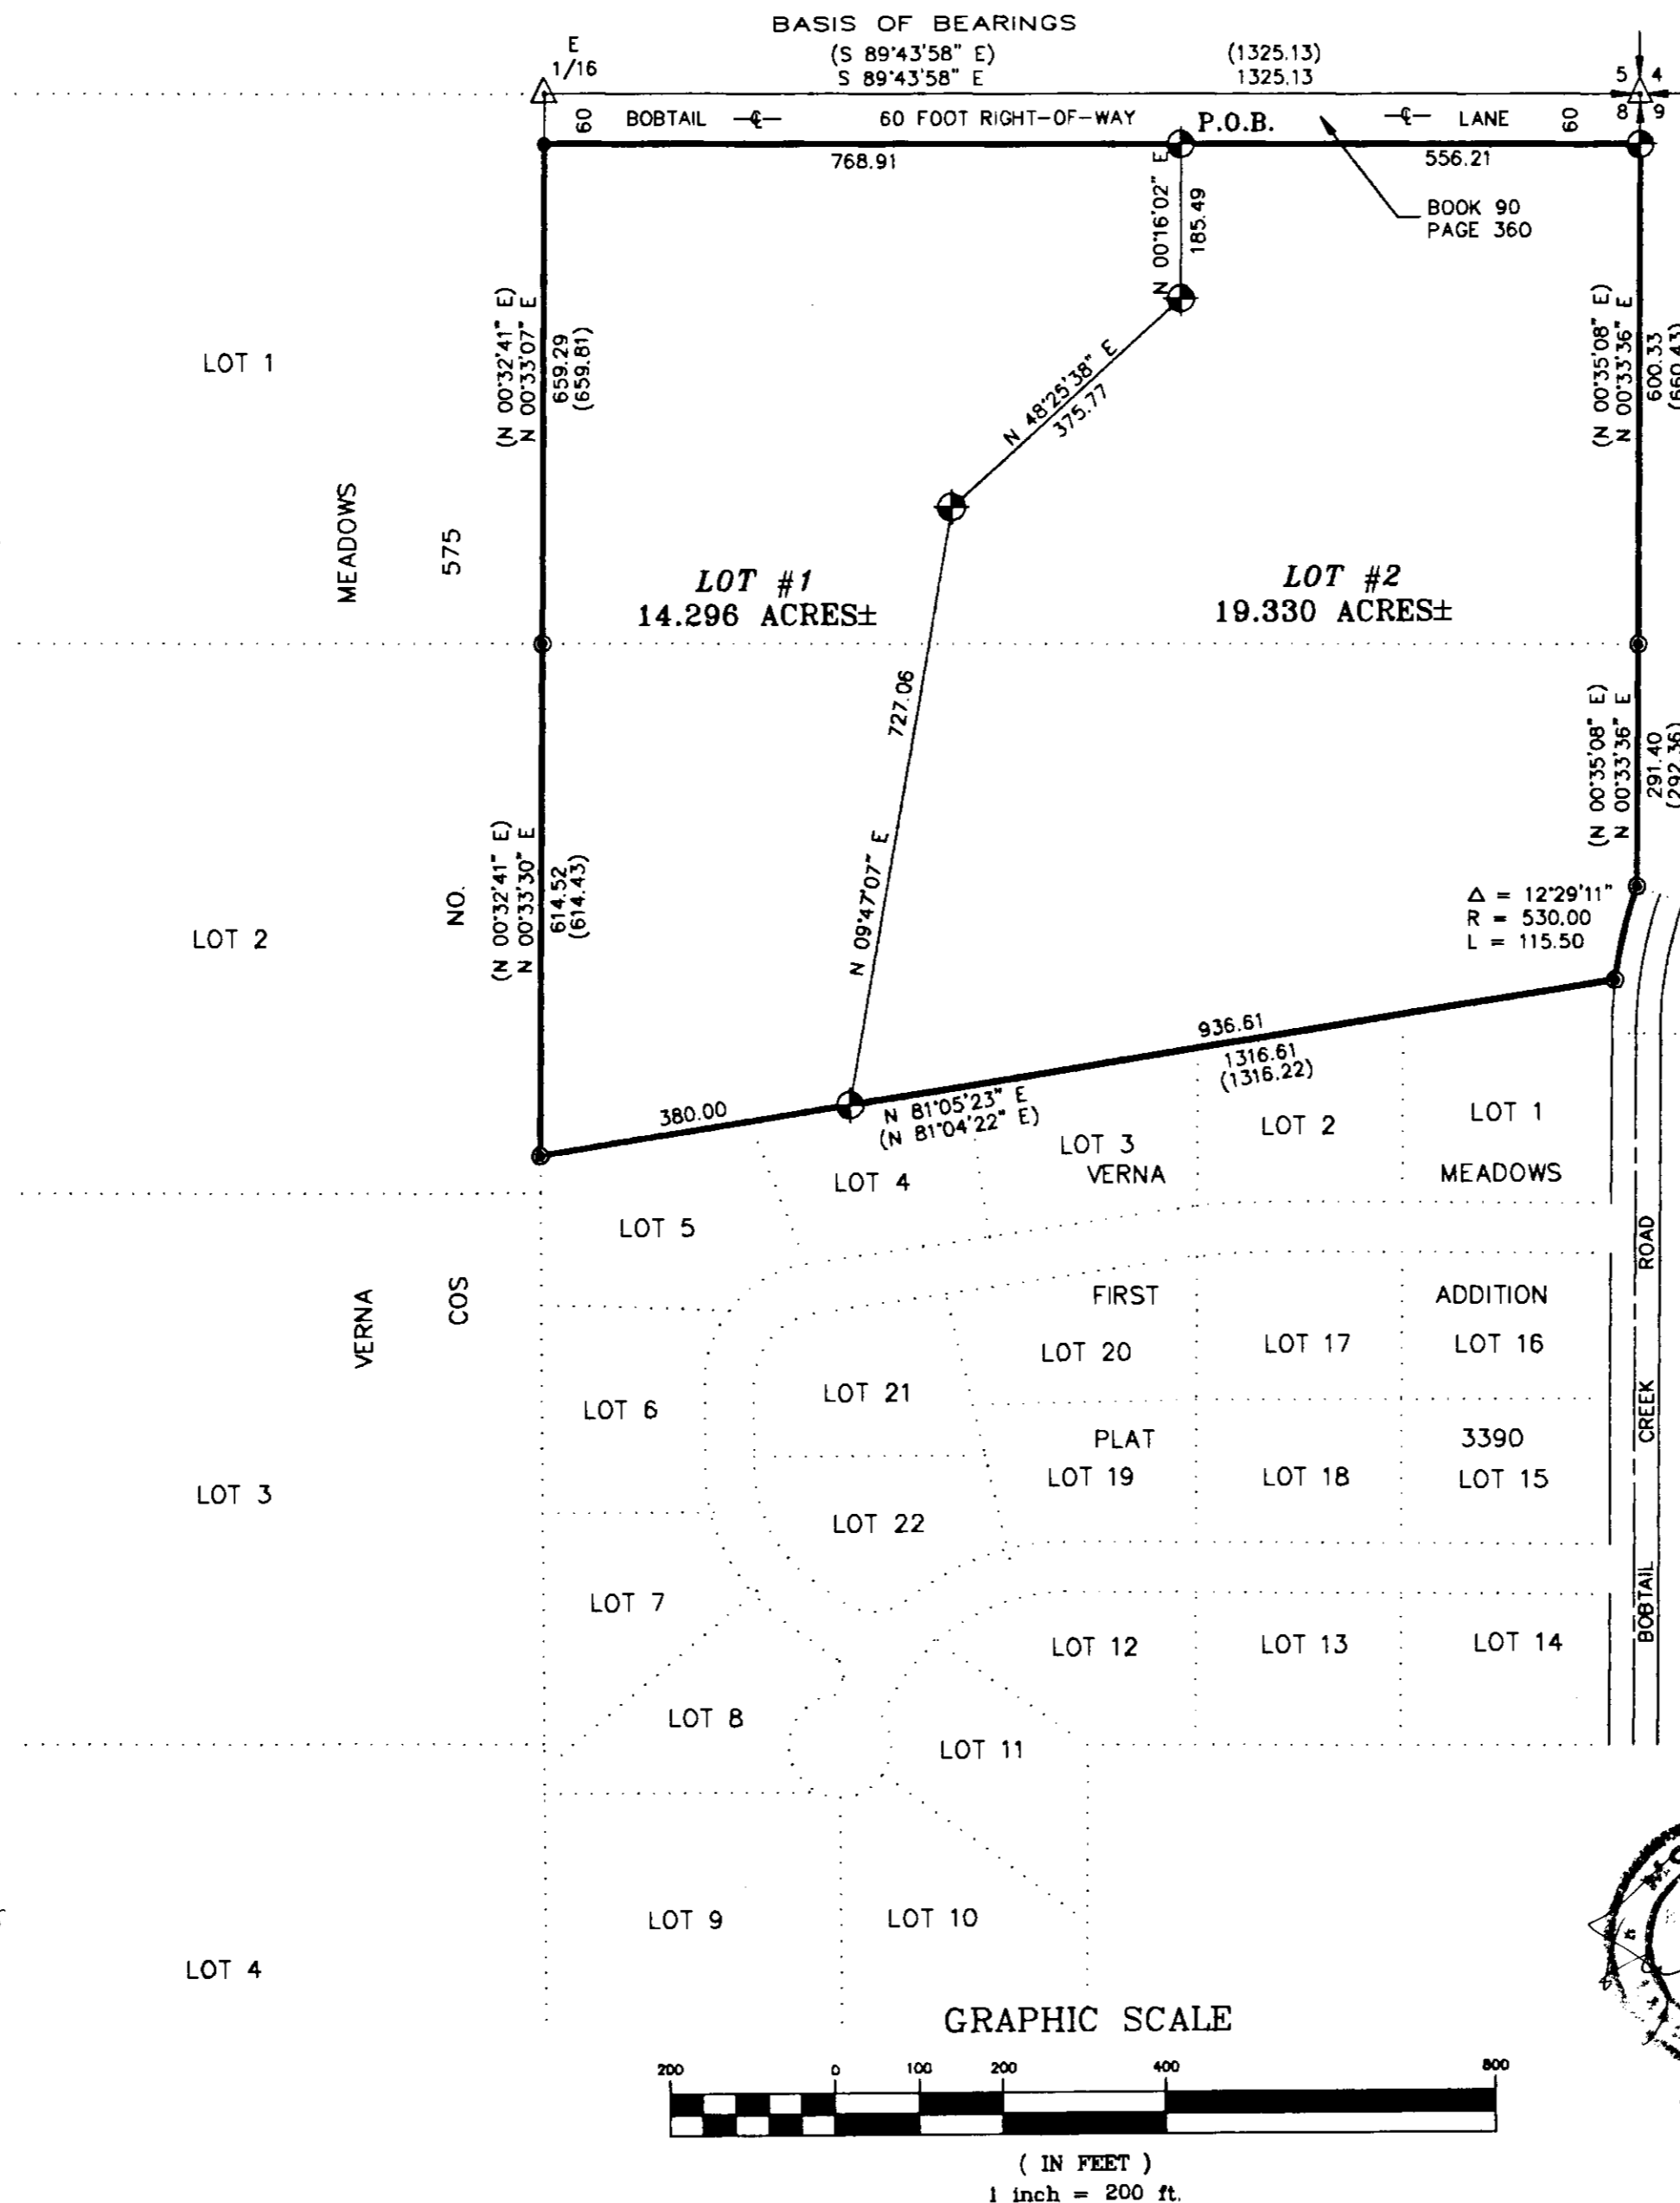 BASIS OF BEARINGS
E
1/16
(S 89°43'58" E)
S 89°43'58" E
(1325.13)
1325.13
5 4
8 9
60
BOBTAIL
60 FOOT RIGHT-OF-WAY
P.O.B.
LANE
60
768.91
556.21
BOOK 90
PAGE 360
N 00°16'02" E
185.49
(N 00°32'41" E)
N 00°33'07" E
659.29
(659.81)
(N 00°35'08" E)
N 00°33'36" E
600.33
(660.43)
LOT 1
N 48°25'38" E
375.77
MEADOWS
575
LOT #1
14.296 ACRES±
LOT #2
19.330 ACRES±
727.06
N 09°47'07" E
(N 00°35'08" E)
N 00°33'36" E
291.40
(292.36)
LOT 2
NO.
(N 00°32'41" E)
N 00°33'30" E
614.52
(614.43)
Δ = 12°29'11"
R = 530.00
L = 115.50
936.61
1316.61
(1316.22)
380.00
N 81°05'23" E
(N 81°04'22" E)
LOT 3
VERNA
LOT 2
LOT 1
MEADOWS
LOT 4
LOT 5
ROAD
VERNA
COS
FIRST
ADDITION
LOT 20
LOT 17
LOT 16
LOT 21
LOT 6
CREEK
PLAT
3390
LOT 19
LOT 18
LOT 15
LOT 3
LOT 22
LOT 7
BOBTAIL
LOT 12
LOT 13
LOT 14
LOT 8
LOT 11
LOT 9
LOT 10
LOT 4
GRAPHIC SCALE
200 0 100 200 400 800
( IN FEET )
1 inch = 200 ft.